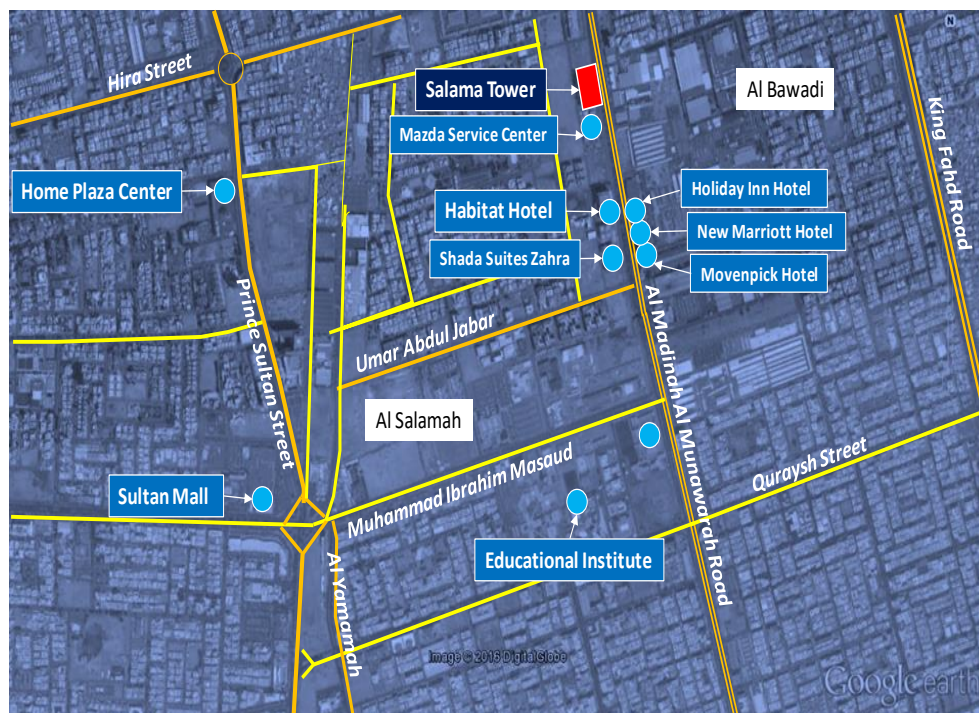 N
Hira Street
Salama Tower
Al Bawadi
Mazda Service Center
King Fahd Road
Home Plaza Center
Holiday Inn Hotel
Habitat Hotel
New Marriott Hotel
Shada Suites Zahra
Movenpick Hotel
Prince Sultan Street
Umar Abdul Jabar
Al Madinah Al Munawarah Road
Al Salamah
Muhammad Ibrahim Masaud
Quraysh Street
Sultan Mall
Educational Institute
Al Yamamah
Image © 2016 DigitalGlobe
Google earth